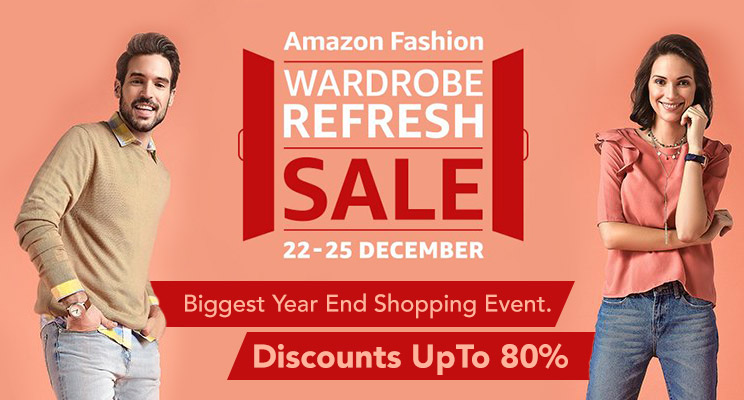 Amazon Fashion
WARDROBE
REFRESH
SALE
22-25 DECEMBER
Biggest Year End Shopping Event.
Discounts UpTo 80%